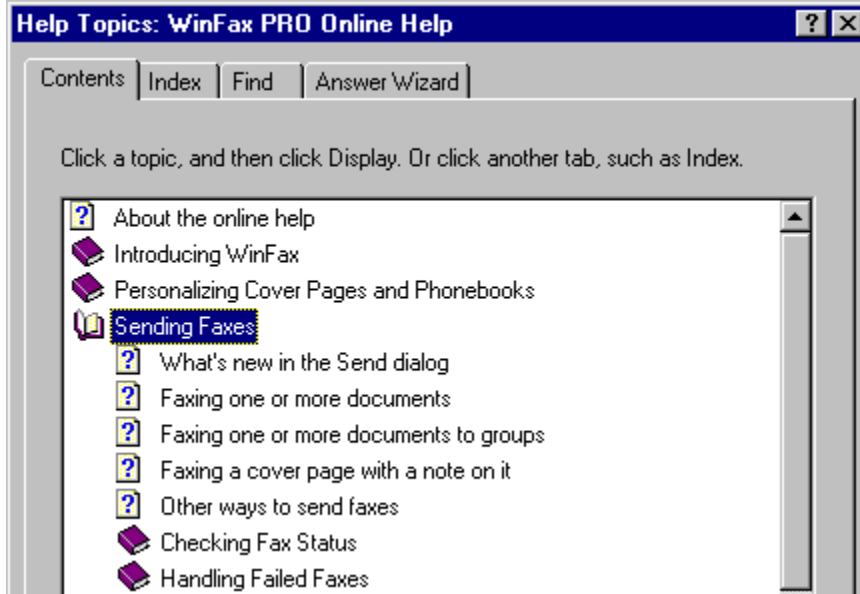 Help Topics: WinFax PRO Online Help
Contents Index Find Answer Wizard
Click a topic, and then click Display. Or click another tab, such as Index.
About the online help
Introducing WinFax
Personalizing Cover Pages and Phonebooks
Sending Faxes
What's new in the Send dialog
Faxing one or more documents
Faxing one or more documents to groups
Faxing a cover page with a note on it
Other ways to send faxes
Checking Fax Status
Handling Failed Faxes